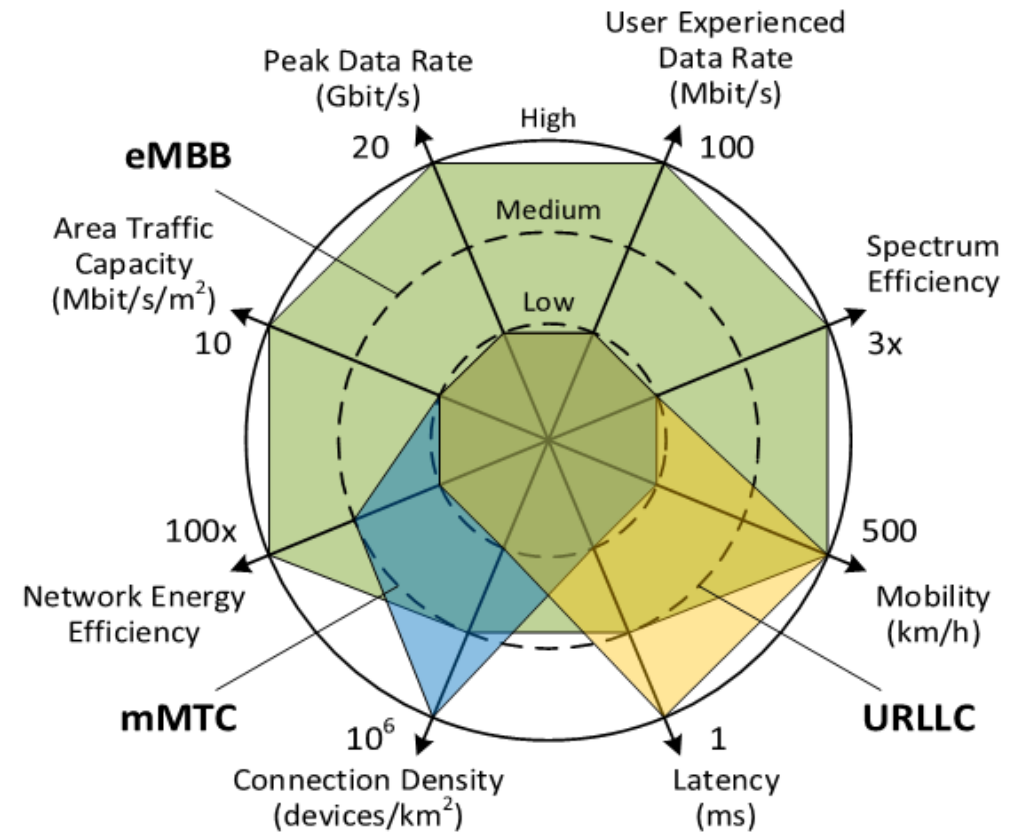 User Experienced
Data Rate
(Mbit/s)
Peak Data Rate
(Gbit/s)
High
20
100
eMBB
Medium
Area Traffic
Capacity
(Mbit/s/m²)
Spectrum
Efficiency
Low
10
3x
100x
500
Network Energy
Efficiency
Mobility
(km/h)
mMTC
URLLC
10⁶
1
Connection Density
(devices/km²)
Latency
(ms)